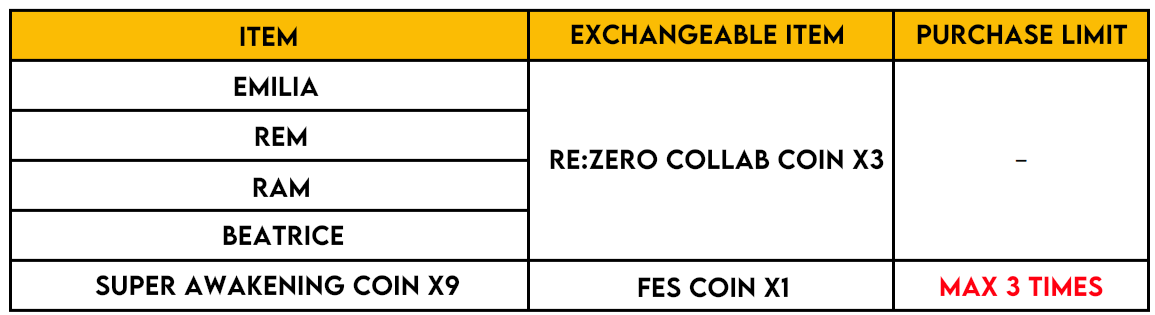 ITEM EXCHANGEABLE ITEM PURCHASE LIMIT
EMILIA
REM
RAM
BEATRICE
RE:ZERO COLLAB COIN X3 –
SUPER AWAKENING COIN X9 FES COIN X1 MAX 3 TIMES